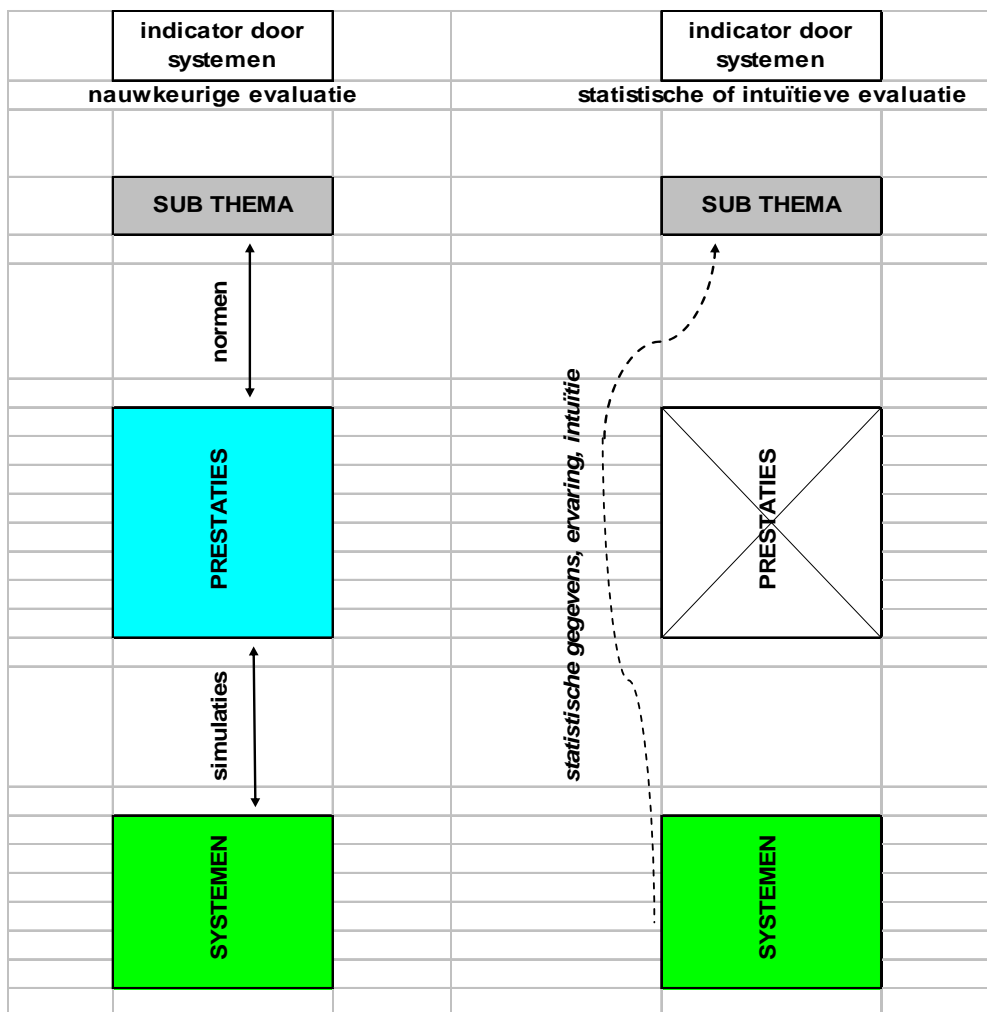 indicator door
systemen
nauwkeurige evaluatie
SUB THEMA
normen
PRESTATIES
simulaties
SYSTEMEN
indicator door
systemen
statistische of intuïtieve evaluatie
SUB THEMA
statistische gegevens, ervaring, intuïtie
PRESTATIES
SYSTEMEN